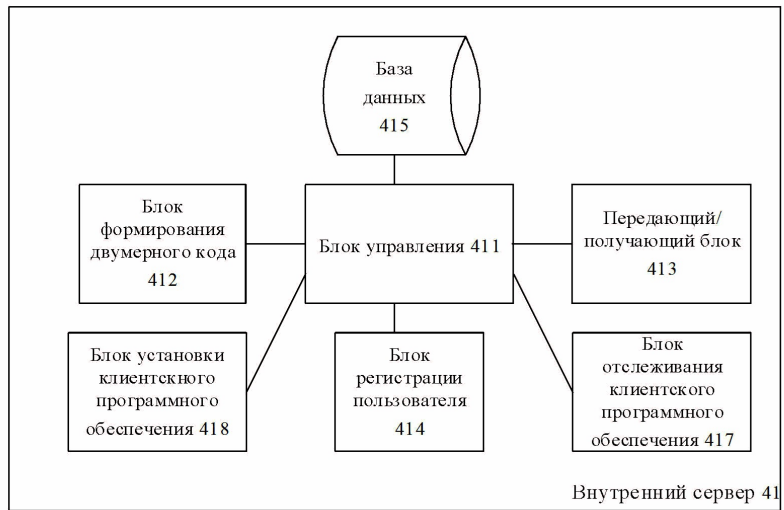 База
данных
415
Блок
формирования
двумерного кода
412
Блок управления 411
Передающий/
получающий блок
413
Блок установки
клиентскного
программного
обеспечения 418
Блок
регистрации
пользователя
414
Блок
отслеживания
клиентского
программного
обеспечения 417
Внутренний сервер 41